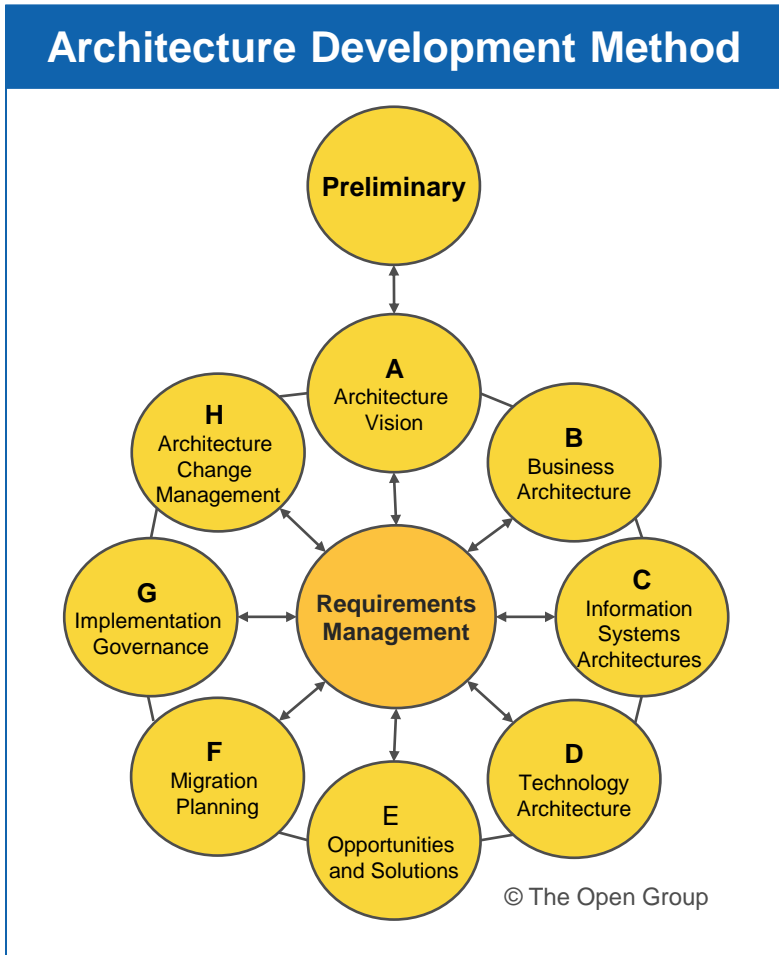 Architecture Development Method
Preliminary
A
Architecture
Vision
H
Architecture
Change
Management
B
Business
Architecture
G
Implementation
Governance
Requirements
Management
C
Information
Systems
Architectures
F
Migration
Planning
D
Technology
Architecture
E
Opportunities
and Solutions
© The Open Group